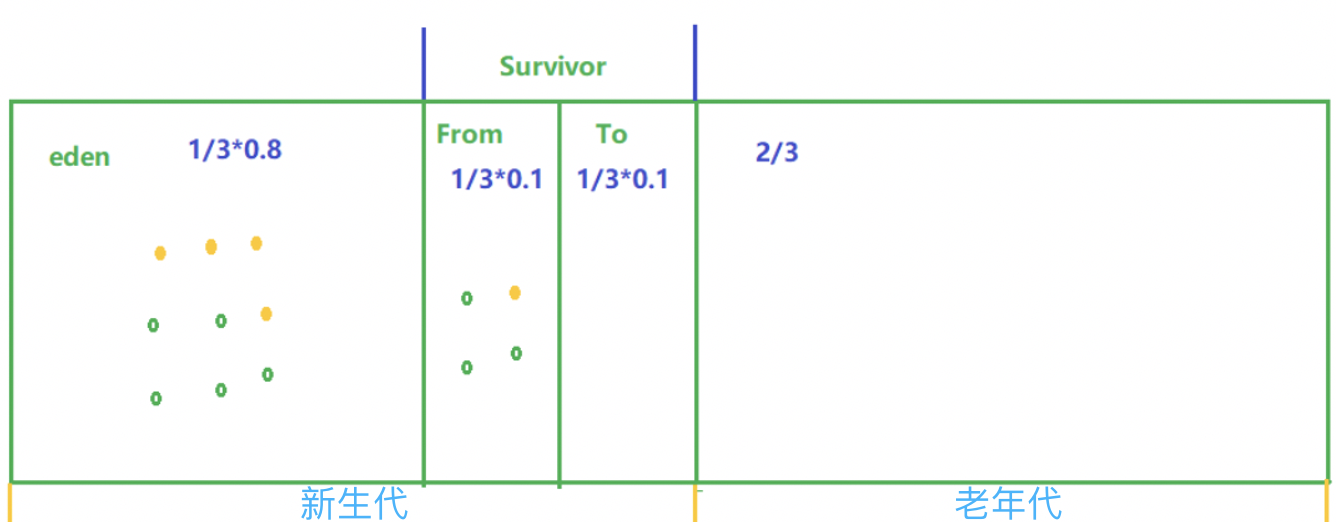 Survivor
eden
1/3*0.8
From
1/3*0.1
To
1/3*0.1
2/3
新生代
老年代